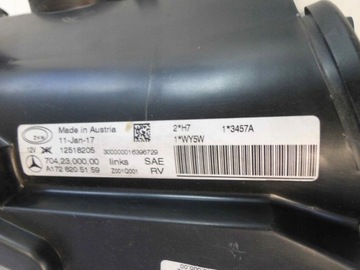 Made in Austria
11-Jan-17
12V
12518205
300000016396729
704.23.000.00
links
SAE
A172 820 51 59
Z001Q001
RV
2*H7
1*3457A
1*WY5W